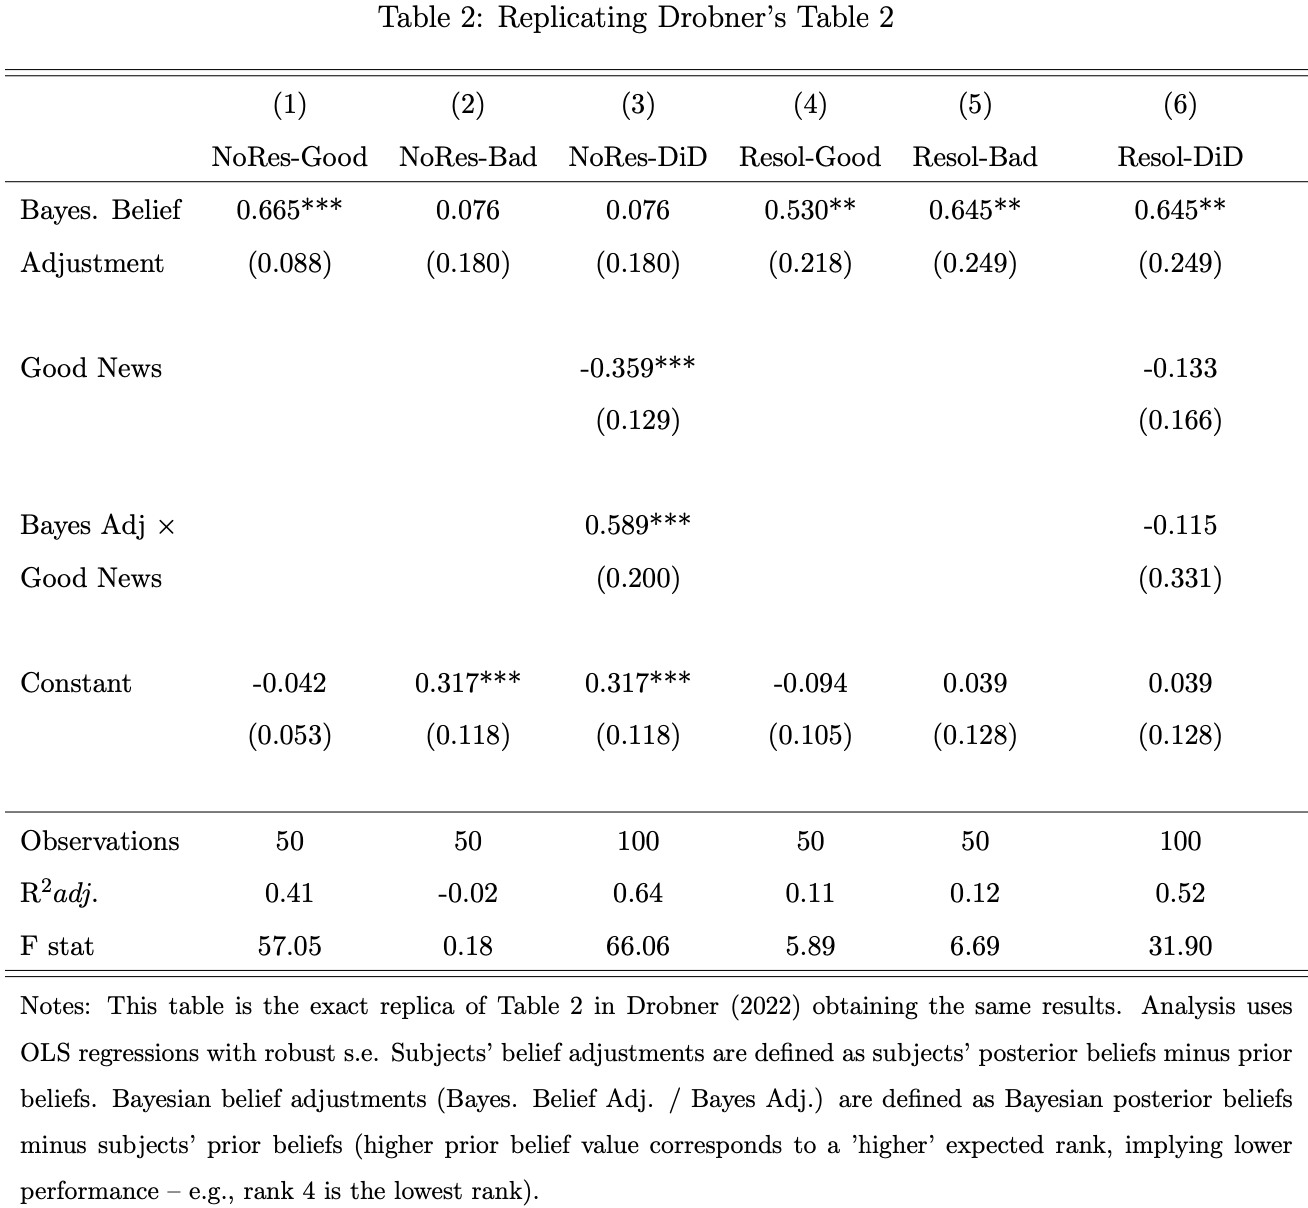 Table 2: Replicating Drobner's Table 2
(1) (2) (3) (4) (5) (6)
NoRes-Good NoRes-Bad NoRes-DiD Resol-Good Resol-Bad Resol-DiD
Bayes. Belief 0.665*** 0.076 0.076 0.530** 0.645** 0.645**
Adjustment (0.088) (0.180) (0.180) (0.218) (0.249) (0.249)
Good News -0.359*** -0.133
(0.129) (0.166)
Bayes Adj × 0.589*** -0.115
Good News (0.200) (0.331)
Constant -0.042 0.317*** 0.317*** -0.094 0.039 0.039
(0.053) (0.118) (0.118) (0.105) (0.128) (0.128)
Observations 50 50 100 50 50 100
R²adj. 0.41 -0.02 0.64 0.11 0.12 0.52
F stat 57.05 0.18 66.06 5.89 6.69 31.90
Notes: This table is the exact replica of Table 2 in Drobner (2022) obtaining the same results. Analysis uses
OLS regressions with robust s.e. Subjects' belief adjustments are defined as subjects' posterior beliefs minus prior
beliefs. Bayesian belief adjustments (Bayes. Belief Adj. / Bayes Adj.) are defined as Bayesian posterior beliefs
minus subjects' prior beliefs (higher prior belief value corresponds to a 'higher' expected rank, implying lower
performance – e.g., rank 4 is the lowest rank).